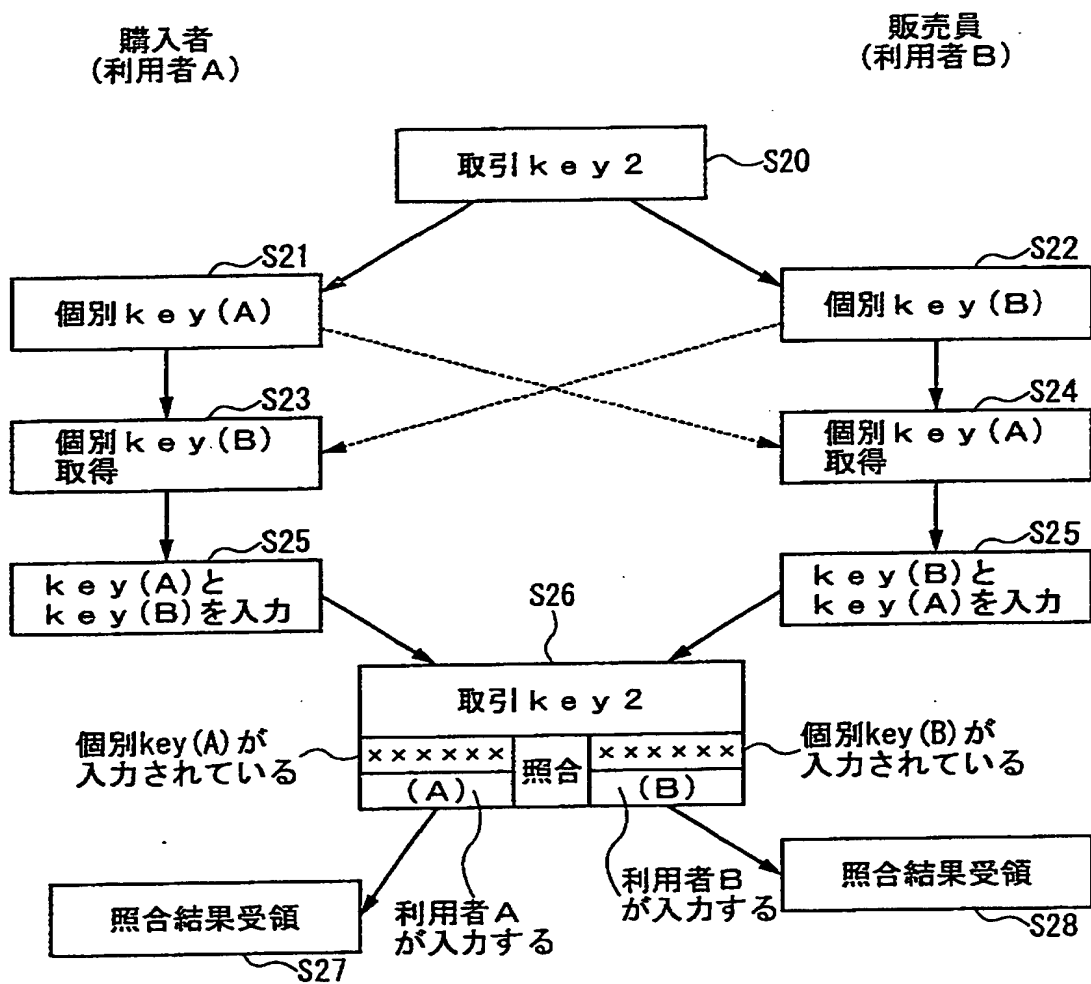 購入者
(利用者A)
販売員
(利用者B)
取引key2
S20
S21
個別key(A)
S22
個別key(B)
S23
個別key(B)
取得
S24
個別key(A)
取得
S25
key(A)と
key(B)を入力
S25
key(B)と
key(A)を入力
S26
取引key2
個別key(A)が
入力されている
××××××
照合
××××××
個別key(B)が
入力されている
(A)
(B)
利用者A
が入力する
利用者B
が入力する
照合結果受領
S27
照合結果受領
S28